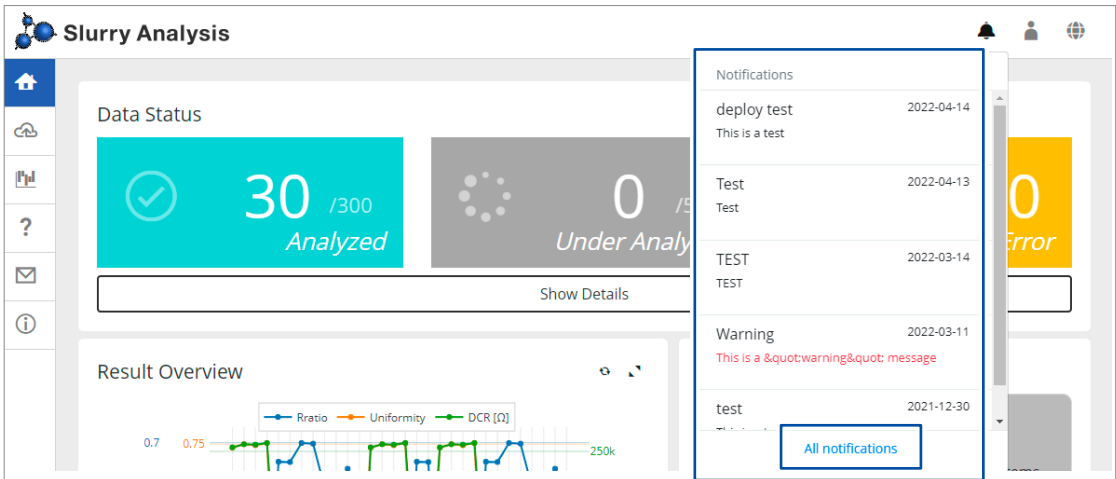 Slurry Analysis
Data Status
30 /300
Analyzed
0
Under Analy
0
Error
Show Details
Result Overview
Rratio Uniformity DCR [Ω]
0.7 0.75
250k
Notifications
deploy test 2022-04-14
This is a test
Test 2022-04-13
Test
TEST 2022-03-14
TEST
Warning 2022-03-11
This is a &quot;warning&quot; message
test 2021-12-30
All notifications